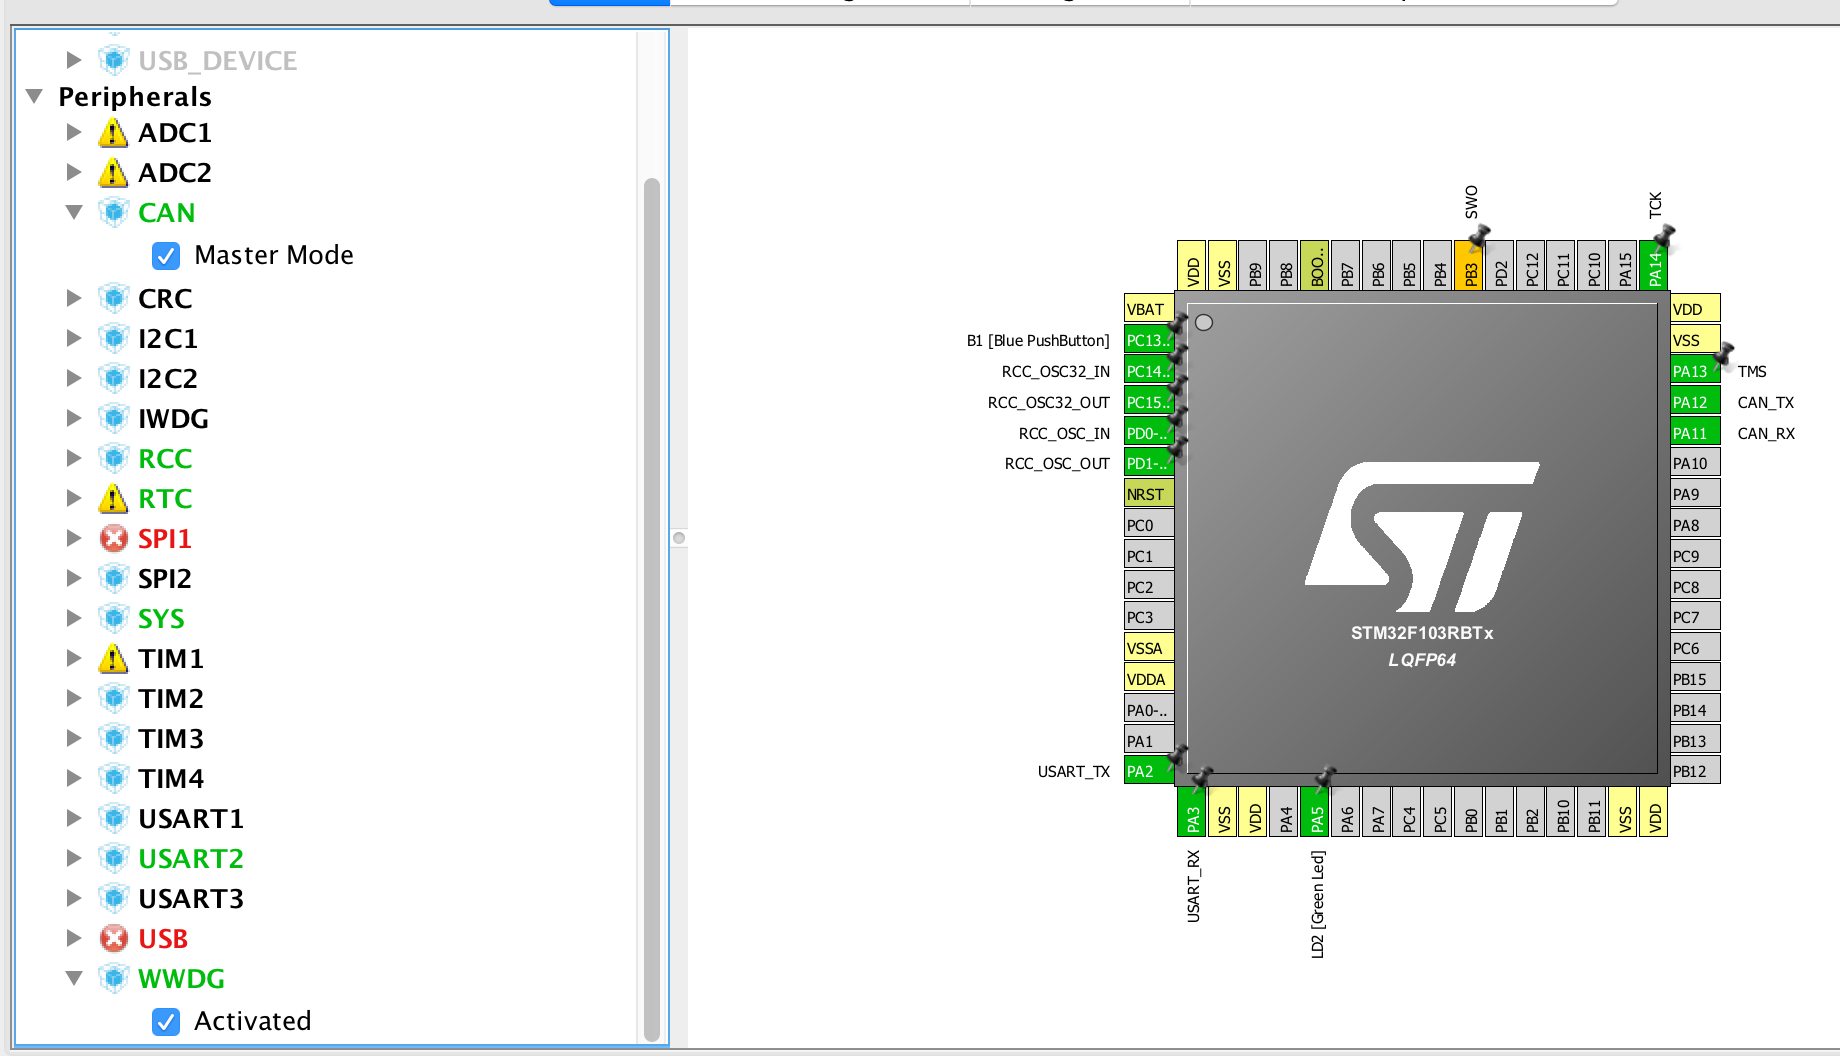 USB_DEVICE
Peripherals
ADC1
ADC2
CAN
Master Mode
CRC
I2C1
I2C2
IWDG
RCC
RTC
SPI1
SPI2
SYS
TIM1
TIM2
TIM3
TIM4
USART1
USART2
USART3
USB
WWDG
Activated
SWO
TCK
VDD
VSS
PB9
PB8
BOO..
PB7
PB6
PB5
PB4
PB3
PD2
PC12
PC11
PC10
PA15
PA14
VBAT
B1 [Blue PushButton] PC13..
RCC_OSC32_IN PC14..
RCC_OSC32_OUT PC15..
RCC_OSC_IN PD0-..
RCC_OSC_OUT PD1-..
NRST
PC0
PC1
PC2
PC3
VSSA
VDDA
PA0-..
PA1
USART_TX PA2
STM32F103RBTx
LQFP64
VDD
VSS
PA13 TMS
PA12 CAN_TX
PA11 CAN_RX
PA10
PA9
PA8
PC9
PC8
PC7
PC6
PB15
PB14
PB13
PB12
PA3
VSS
VDD
PA4
PA5
PA6
PA7
PC4
PC5
PB0
PB1
PB2
PB10
PB11
VSS
VDD
USART_RX
LD2 [Green Led]